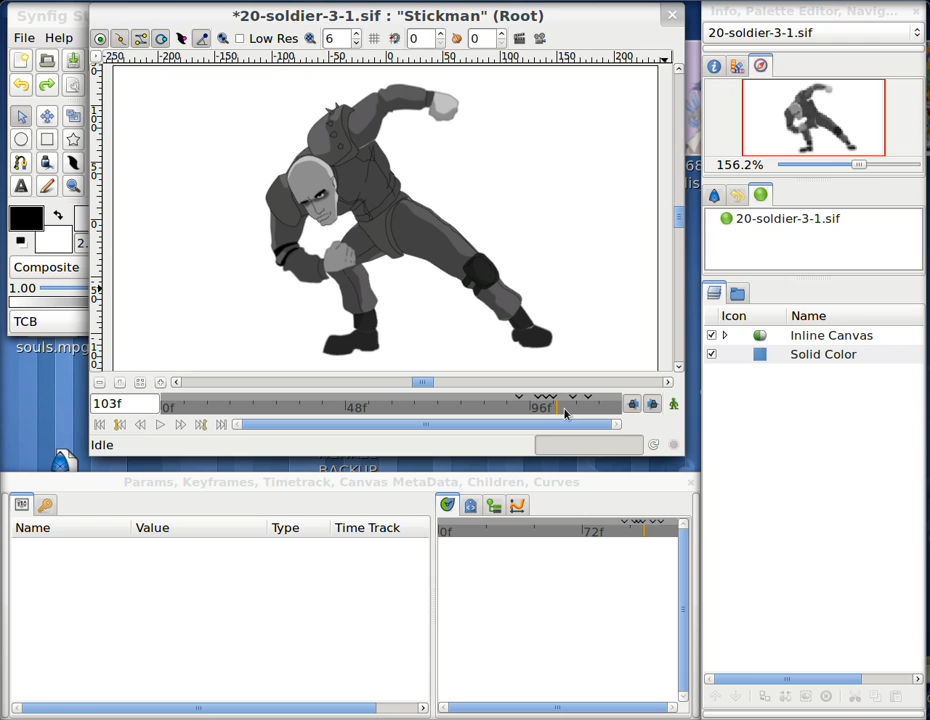 Synfig S
*20-soldier-3-1.sif : "Stickman" (Root)
Info, Palette Editor, Navig...
File Help
Low Res 6 0 0
20-soldier-3-1.sif
-250 -200 -150 -100 -50 0 50 100 150 200
156.2%
20-soldier-3-1.sif
2.
Composite
1.00
TCB
Icon Name
Inline Canvas
Solid Color
souls.mpg
103f 0f 48f 96f
Idle
BACKUP
Params, Keyframes, Timetrack, Canvas MetaData, Children, Curves
Name Value Type Time Track
0f 72f